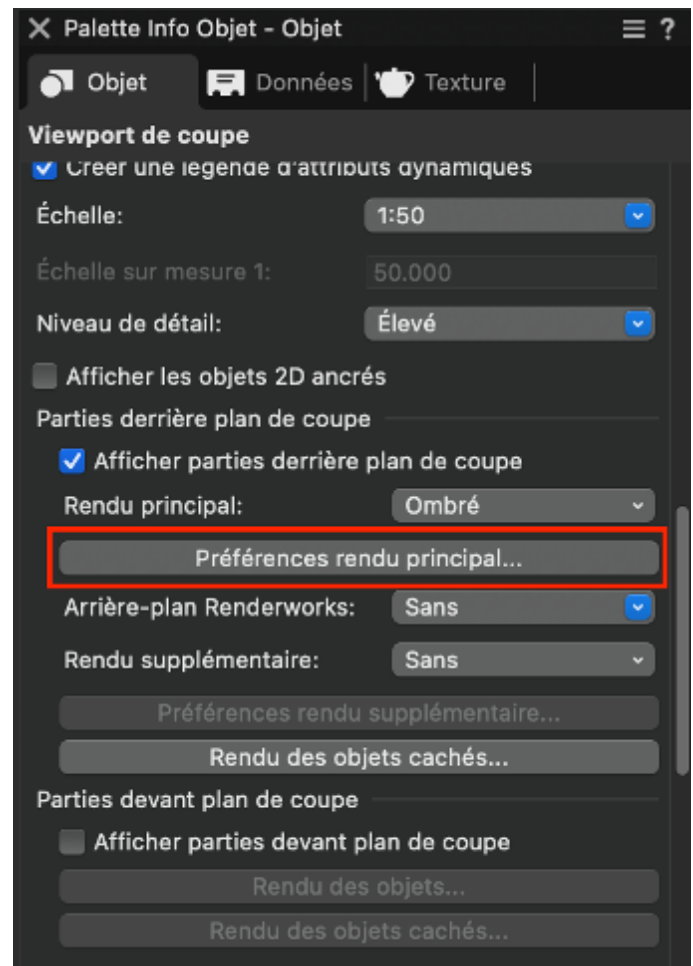 Palette Info Objet - Objet ?
Objet Données Texture
Viewport de coupe
Créer une légende d'attributs dynamiques
Échelle: 1:50
Échelle sur mesure 1: 50.000
Niveau de détail: Élevé
Afficher les objets 2D ancrés
Parties derrière plan de coupe
Afficher parties derrière plan de coupe
Rendu principal: Ombré
Préférences rendu principal...
Arrière-plan Renderworks: Sans
Rendu supplémentaire: Sans
Préférences rendu supplémentaire...
Rendu des objets cachés...
Parties devant plan de coupe
Afficher parties devant plan de coupe
Rendu des objets...
Rendu des objets cachés...